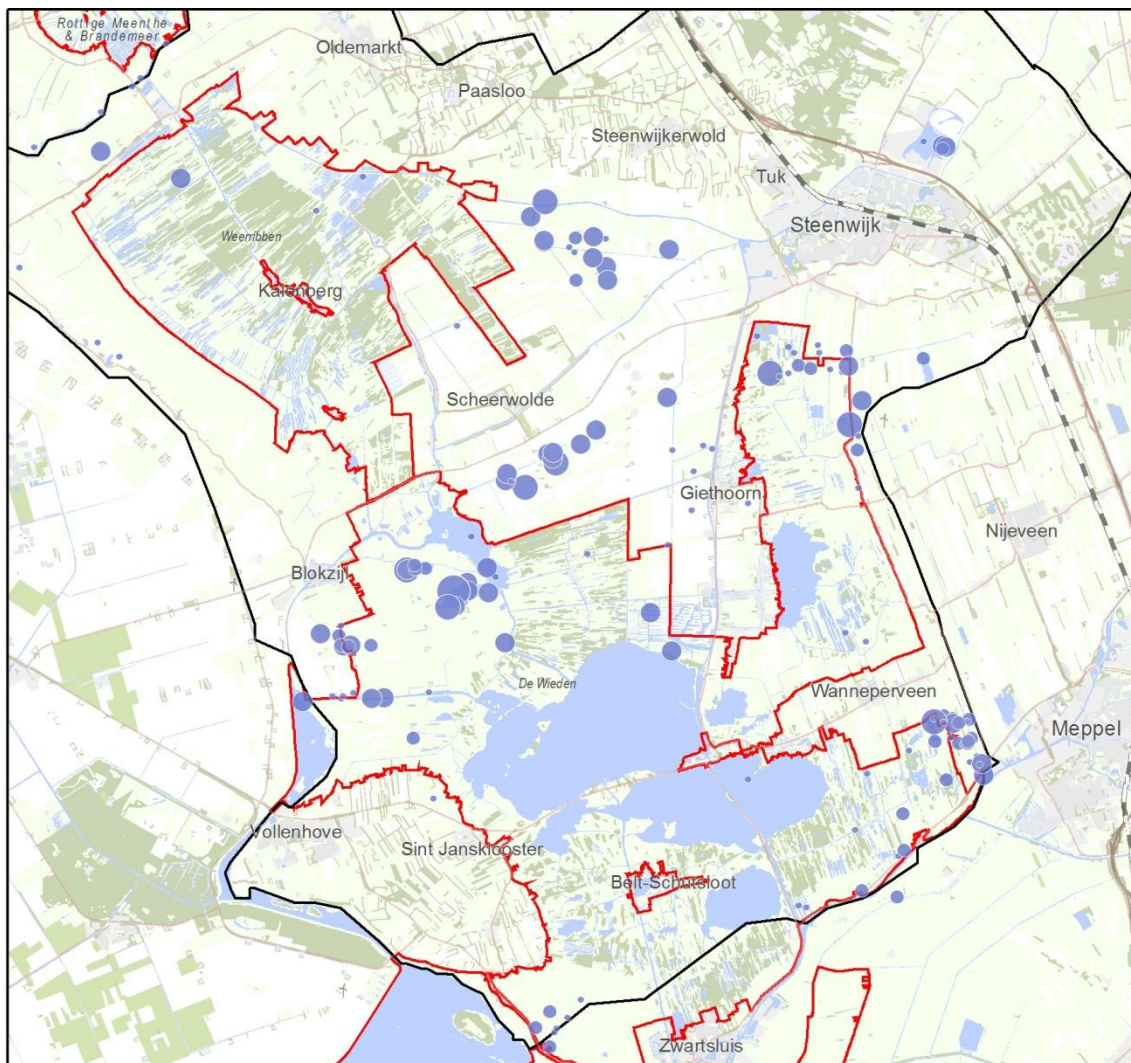 Rottige Meenthe
& Brandemeer
Oldemarkt
Paasloo
Steenwijkerwold
Tuk
Steenwijk
Weerribben
Kalenberg
Scheerwolde
Giethoorn
Nijeveen
Blokzijl
De Wieden
Wanneperveen
Meppel
Vollenhove
Sint Jansklooster
Belt-Schutsloot
Zwartsluis